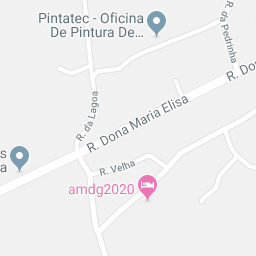 Pintatec - Oficina
De Pintura De...
R. da Pedrinha
R. Do
R. da Lagoa
R. Dona Maria Elisa
s
a
R. Velha
amdg2020